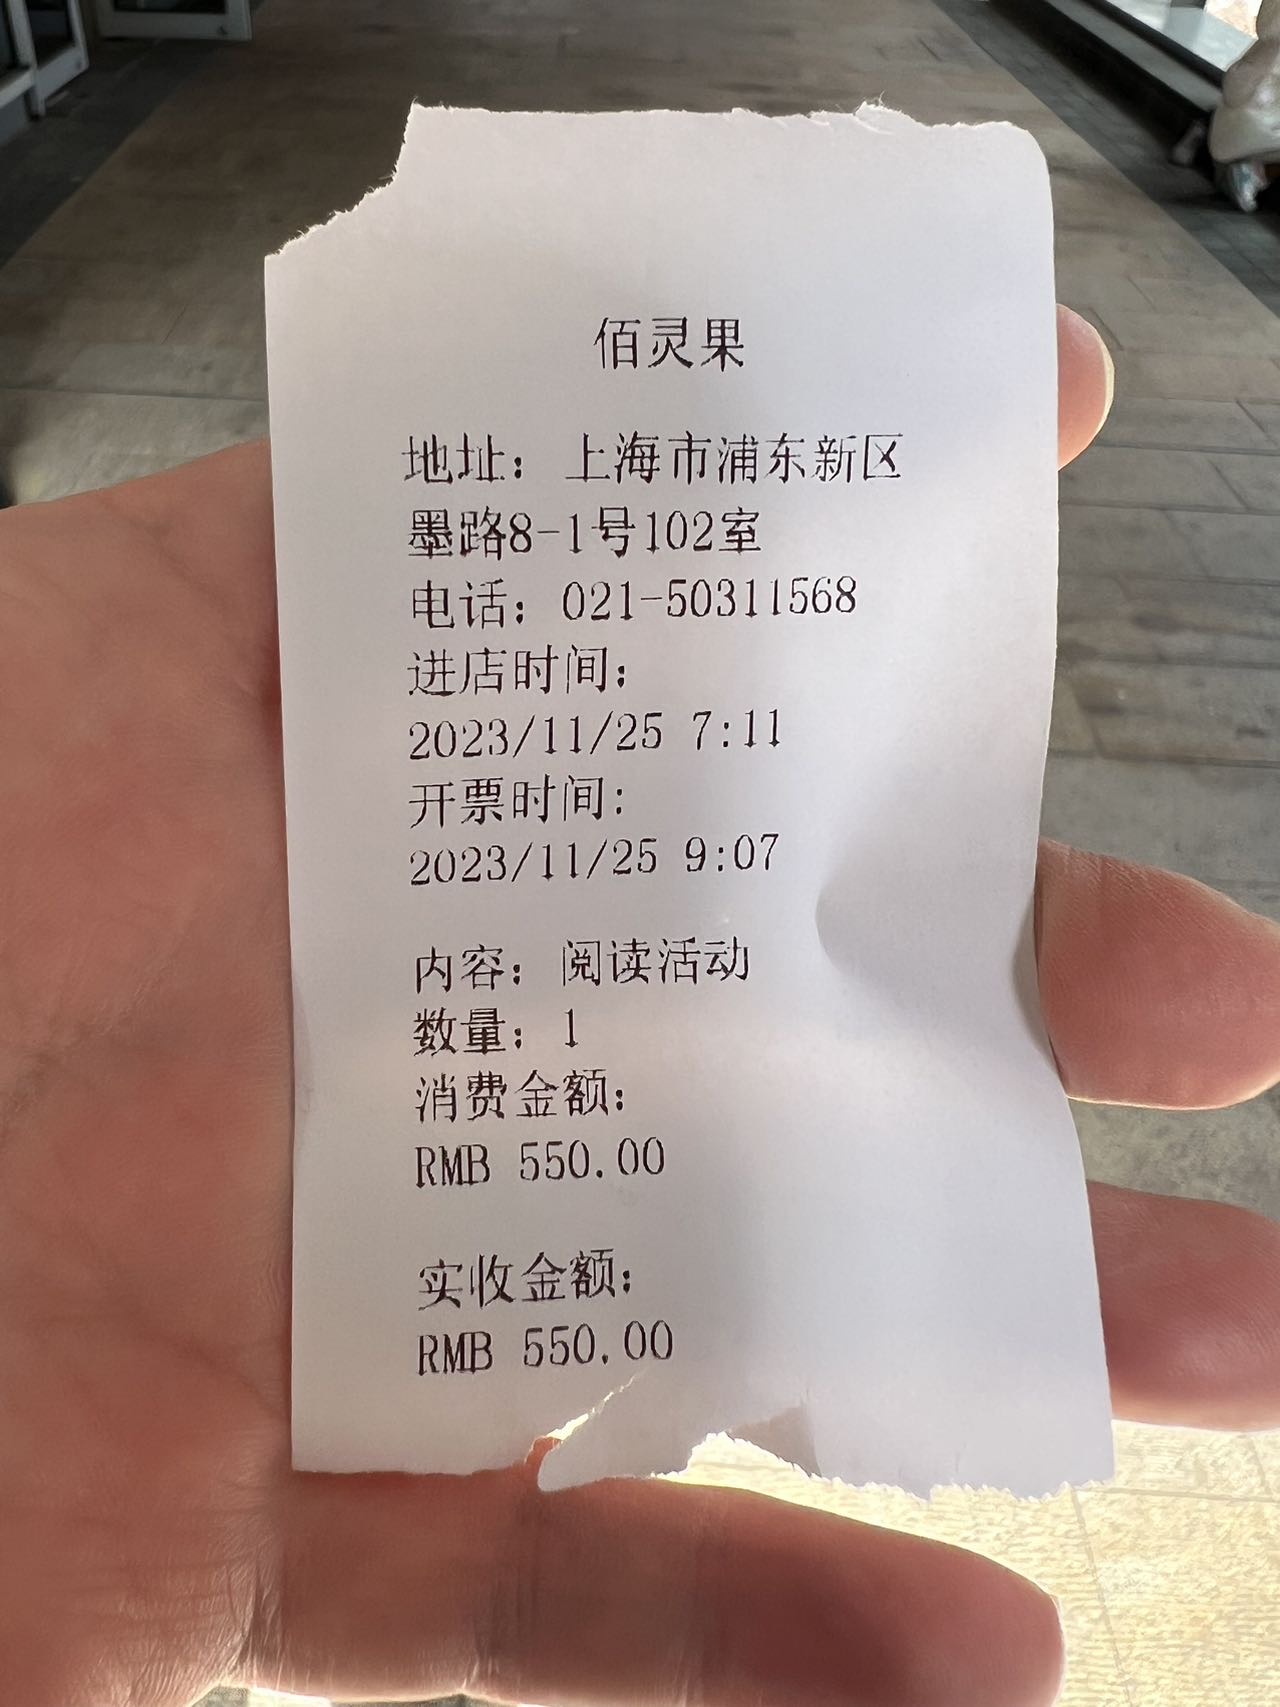 佰灵果
地址：上海市浦东新区
墨路8-1号102室
电话：021-50311568
进店时间：
2023/11/25 7:11
开票时间：
2023/11/25 9:07
内容：阅读活动
数量：1
消费金额：
RMB 550.00
实收金额：
RMB 550.00